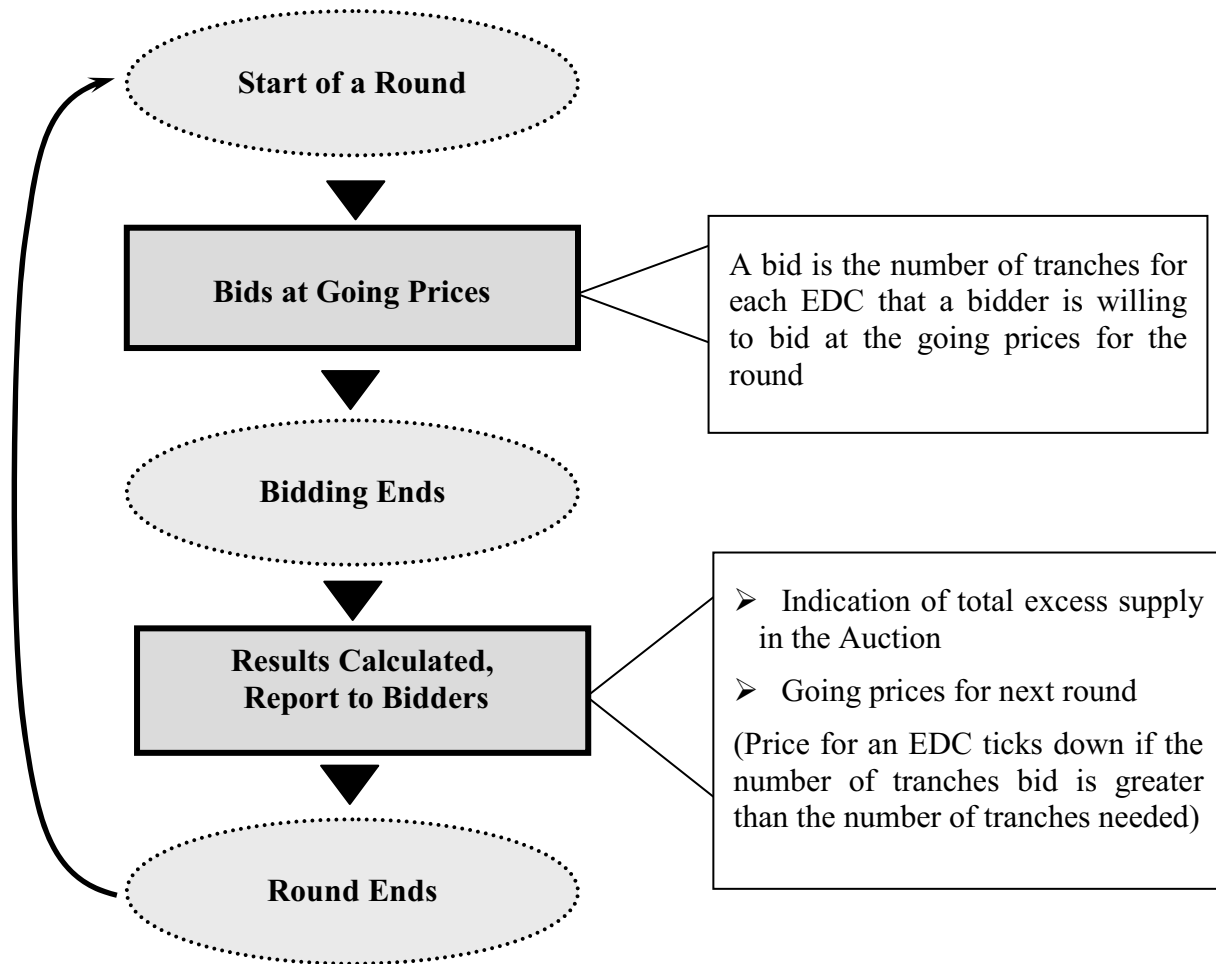 Start of a Round
Bids at Going Prices
A bid is the number of tranches for
each EDC that a bidder is willing
to bid at the going prices for the
round
Bidding Ends
Results Calculated,
Report to Bidders
➢ Indication of total excess supply
in the Auction
➢ Going prices for next round
(Price for an EDC ticks down if the
number of tranches bid is greater
than the number of tranches needed)
Round Ends